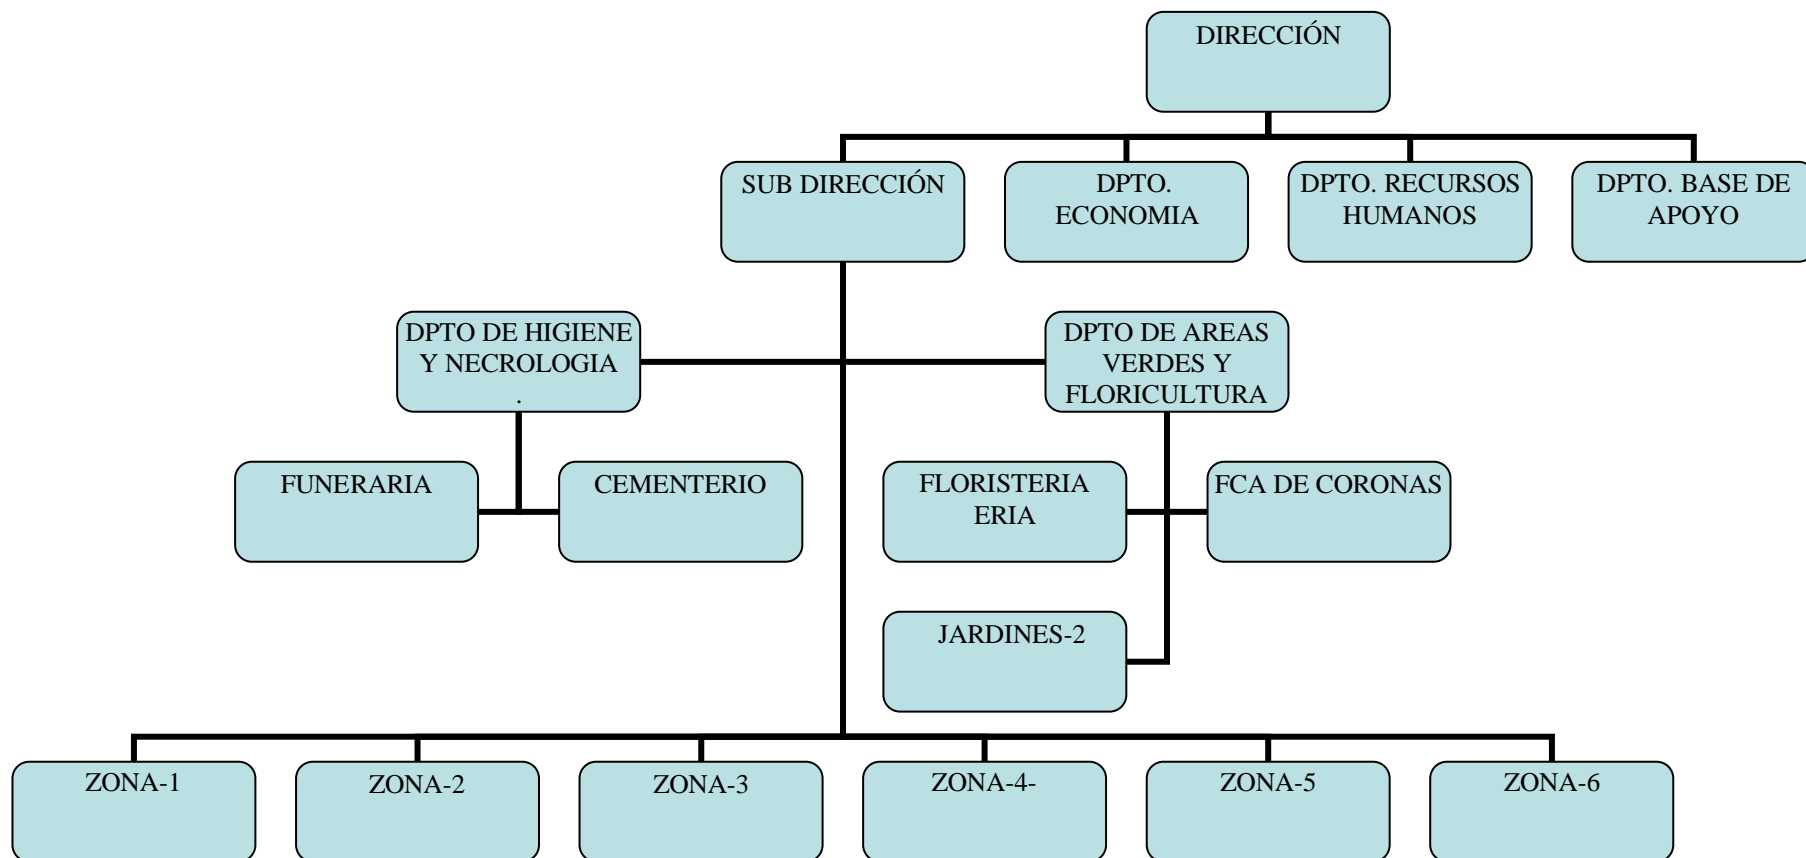 DIRECCIÓN
SUB DIRECCIÓN
DPTO.
ECONOMIA
DPTO. RECURSOS
HUMANOS
DPTO. BASE DE
APOYO
DPTO DE HIGIENE
Y NECROLOGIA
.
DPTO DE AREAS
VERDES Y
FLORICULTURA
FUNERARIA
CEMENTERIO
FLORISTERIA
ERIA
FCA DE CORONAS
JARDINES-2
ZONA-1
ZONA-2
ZONA-3
ZONA-4-
ZONA-5
ZONA-6